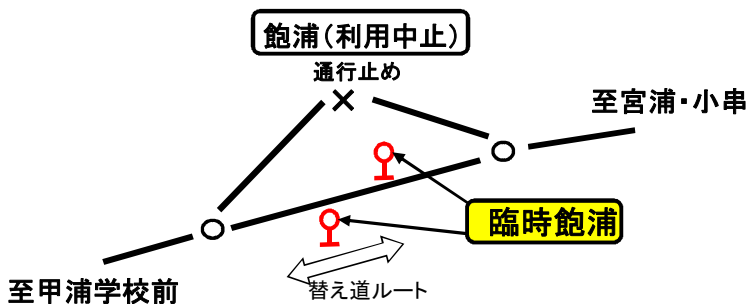 飽浦（利用中止）
通行止め
至宮浦・小串
臨時飽浦
替え道ルート
至甲浦学校前